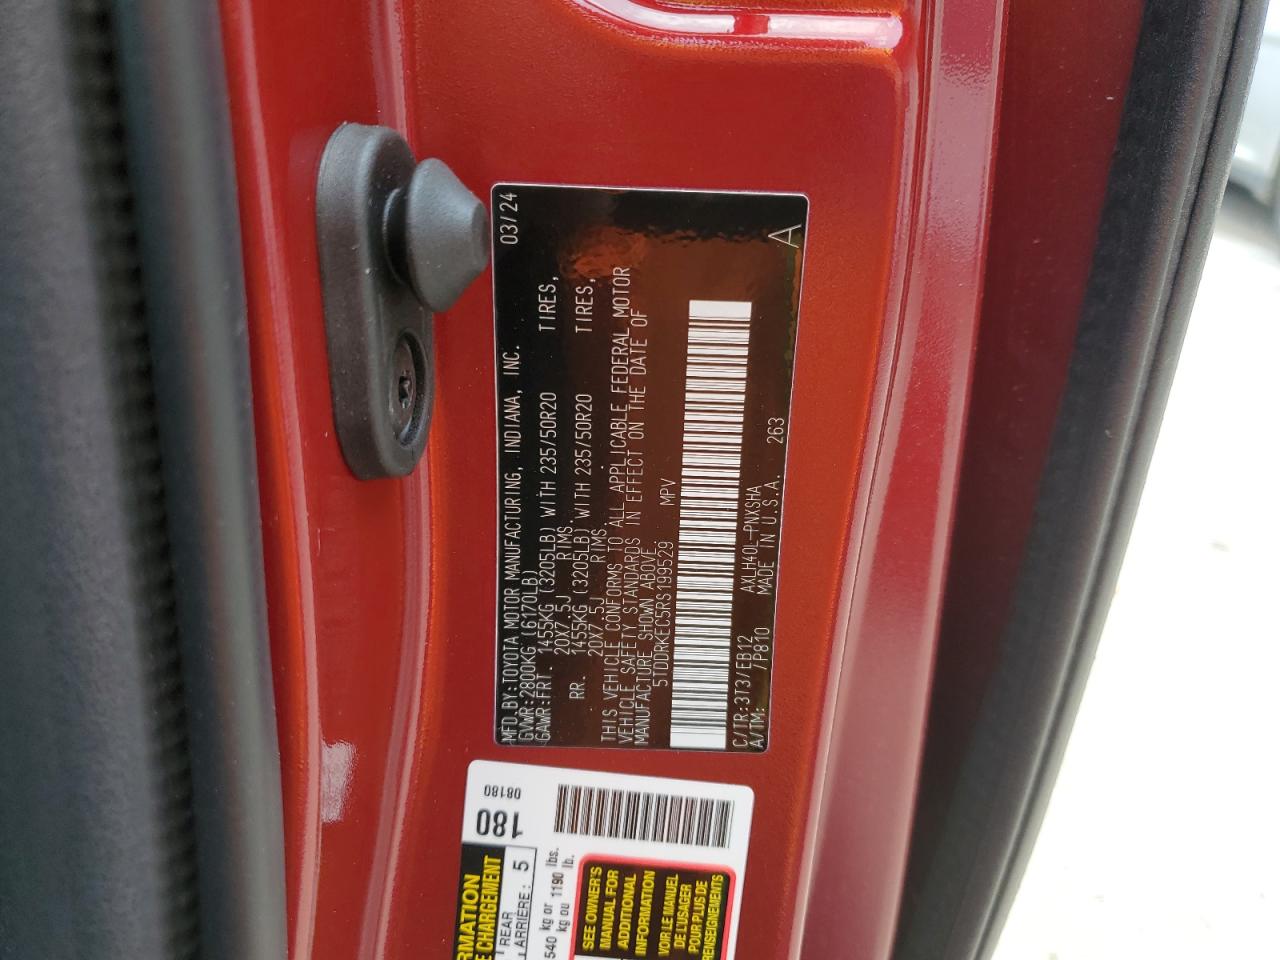 MFD.BY:TOYOTA MOTOR MANUFACTURING, INDIANA, INC. 03/24
GVWR:2800KG (6170LB)
GAWR:FRT. 1455KG (3205LB) WITH 235/50R20 TIRES,
20X7.5J RIMS.
RR. 1455KG (3205LB) WITH 235/50R20 TIRES,
20X7.5J RIMS.
THIS VEHICLE CONFORMS TO ALL APPLICABLE FEDERAL MOTOR
VEHICLE SAFETY STANDARDS IN EFFECT ON THE DATE OF
MANUFACTURE SHOWN ABOVE.
5TDDRKEC5RS199529 MPV
C/TR:3T3/EB12 AXLH40L-PNXSHA
A/TM: /P810 MADE IN U.S.A. 263
A
08180
180
REAR
ARRIÈRE: 5
540 kg or 1190 lbs.
kg ou lb.
SEE OWNER'S
MANUAL FOR
ADDITIONAL
INFORMATION
VOIR LE MANUEL
DE L'USAGER
POUR PLUS DE
RENSEIGNEMENTS